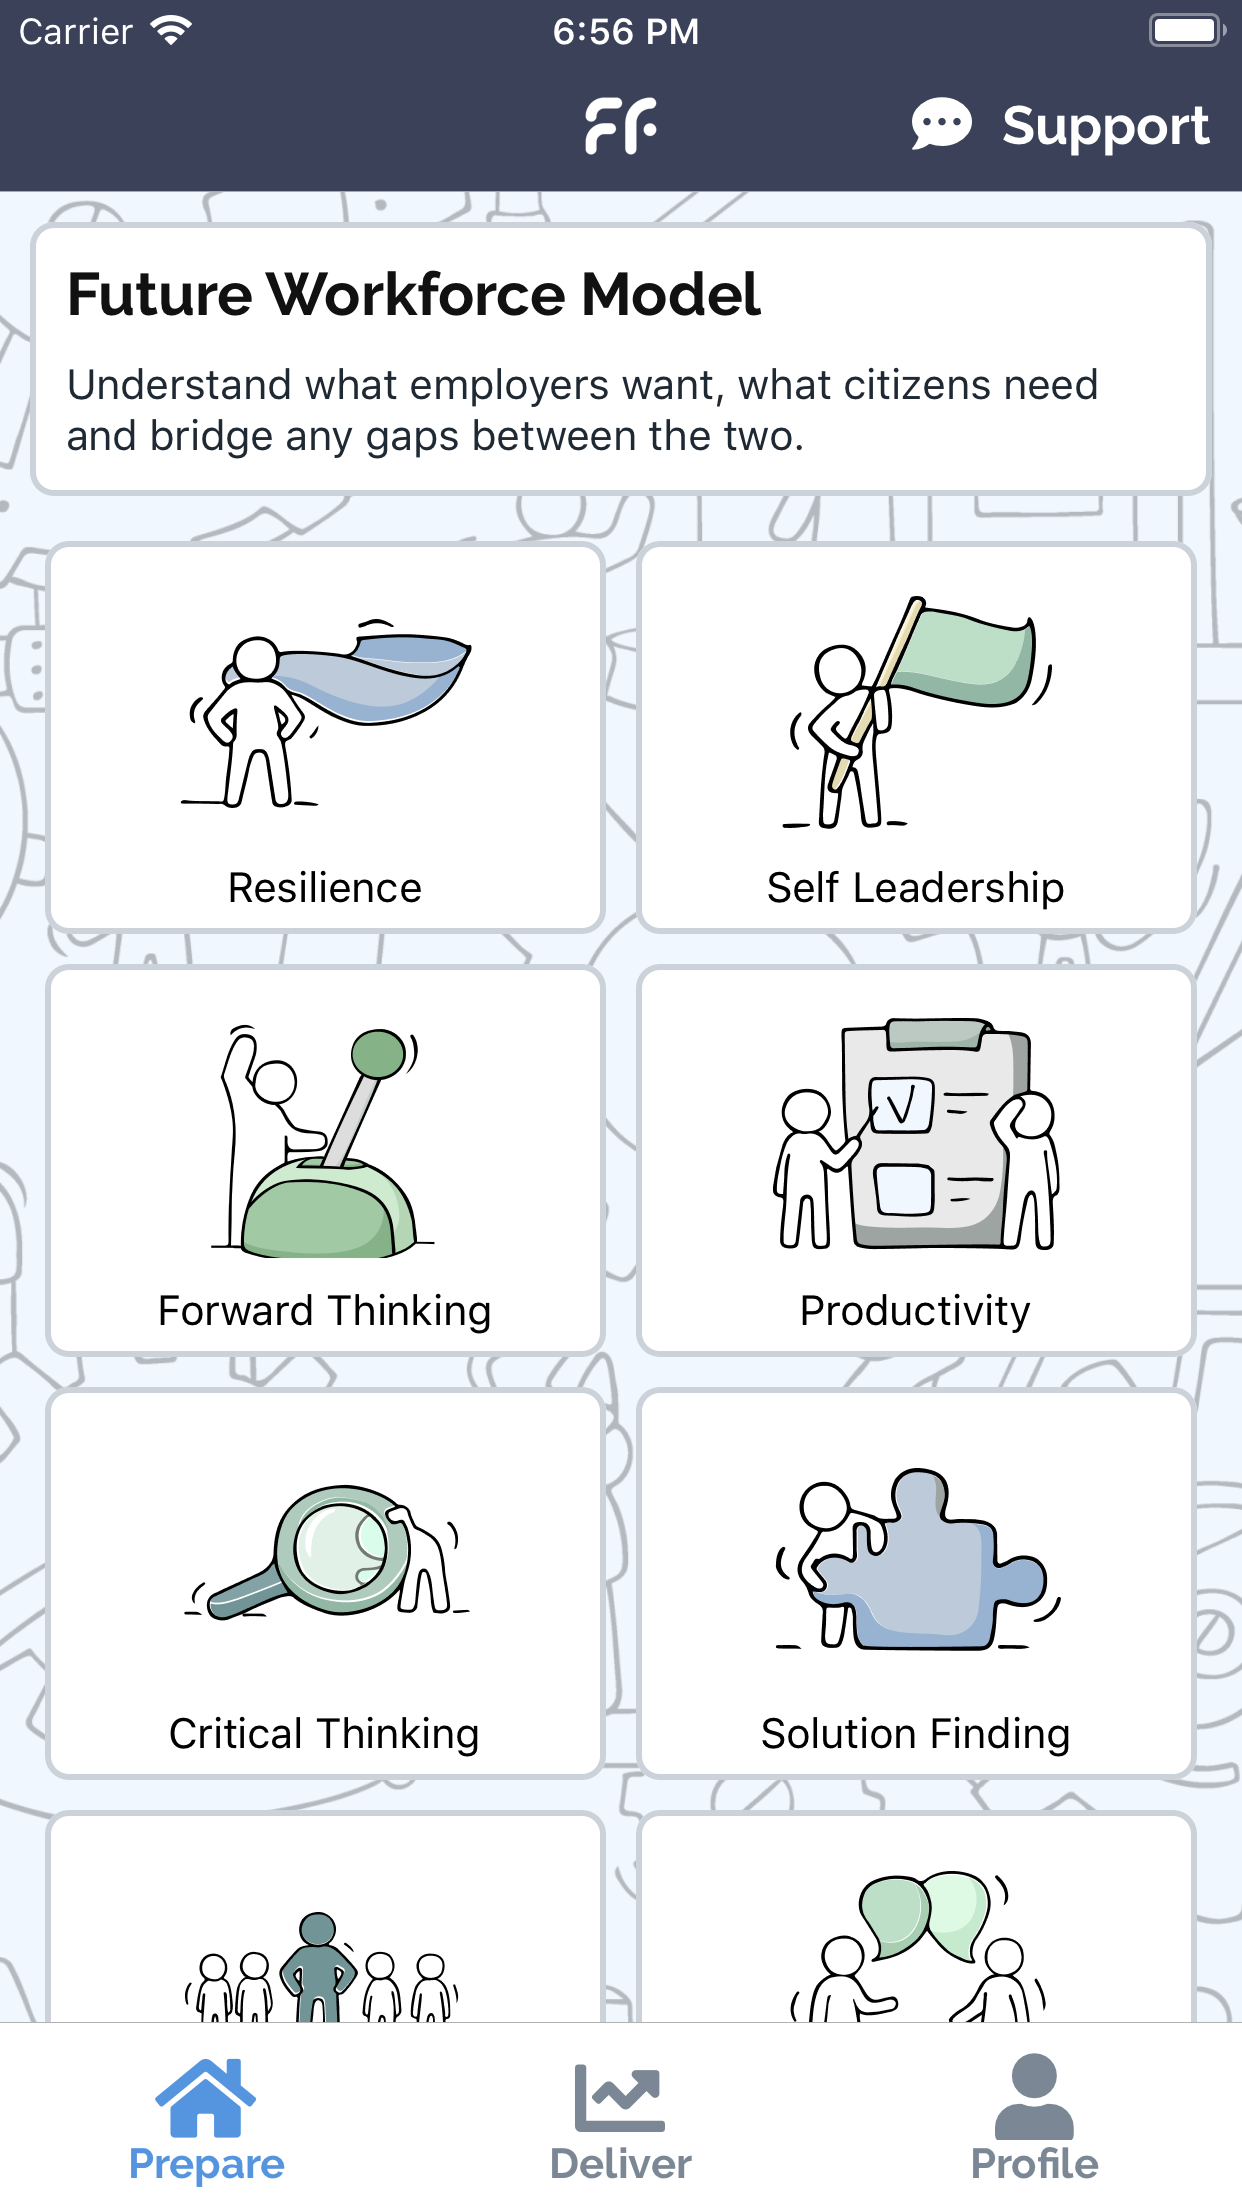 Carrier 6:56 PM
Support
Future Workforce Model
Understand what employers want, what citizens need
and bridge any gaps between the two.
Resilience Self Leadership
Forward Thinking Productivity
Critical Thinking Solution Finding
Prepare Deliver Profile